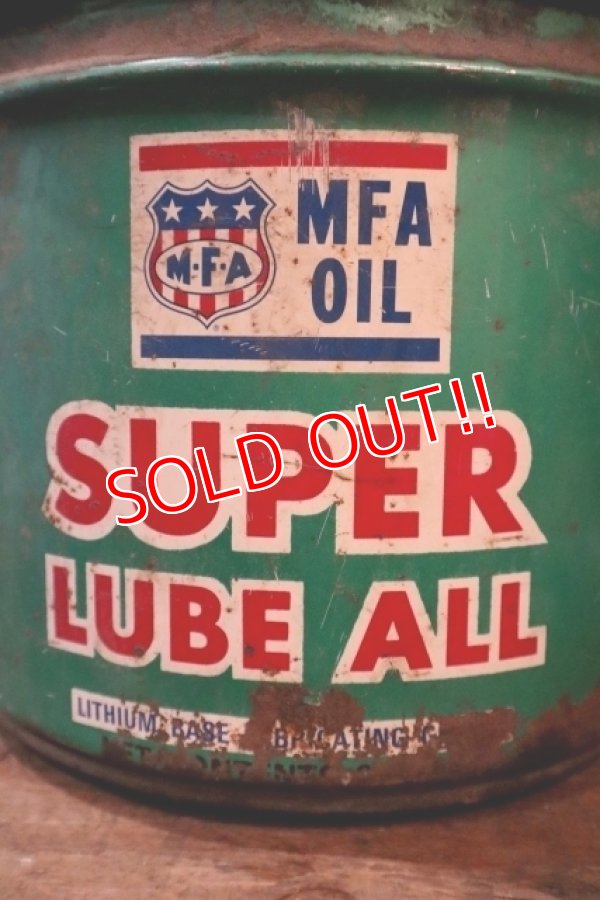 M·F·A
MFA
OIL
SOLD OUT!!
SUPER
LUBE ALL
LITHIUM BASE